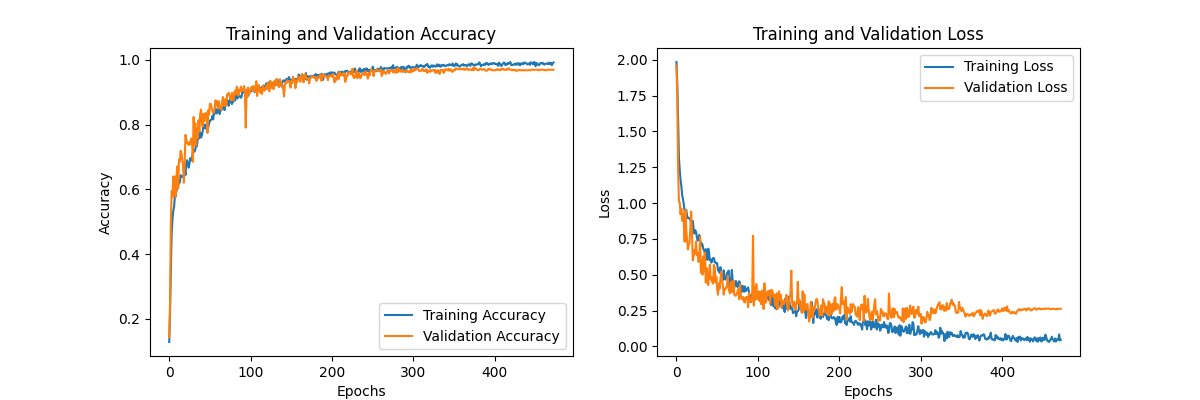 Training and Validation Accuracy
1.0
0.8
0.6
0.4
0.2
Accuracy
0
100
200
300
400
Epochs
Training Accuracy
Validation Accuracy
Training and Validation Loss
2.00
1.75
1.50
1.25
1.00
0.75
0.50
0.25
0.00
Loss
0
100
200
300
400
Epochs
Training Loss
Validation Loss